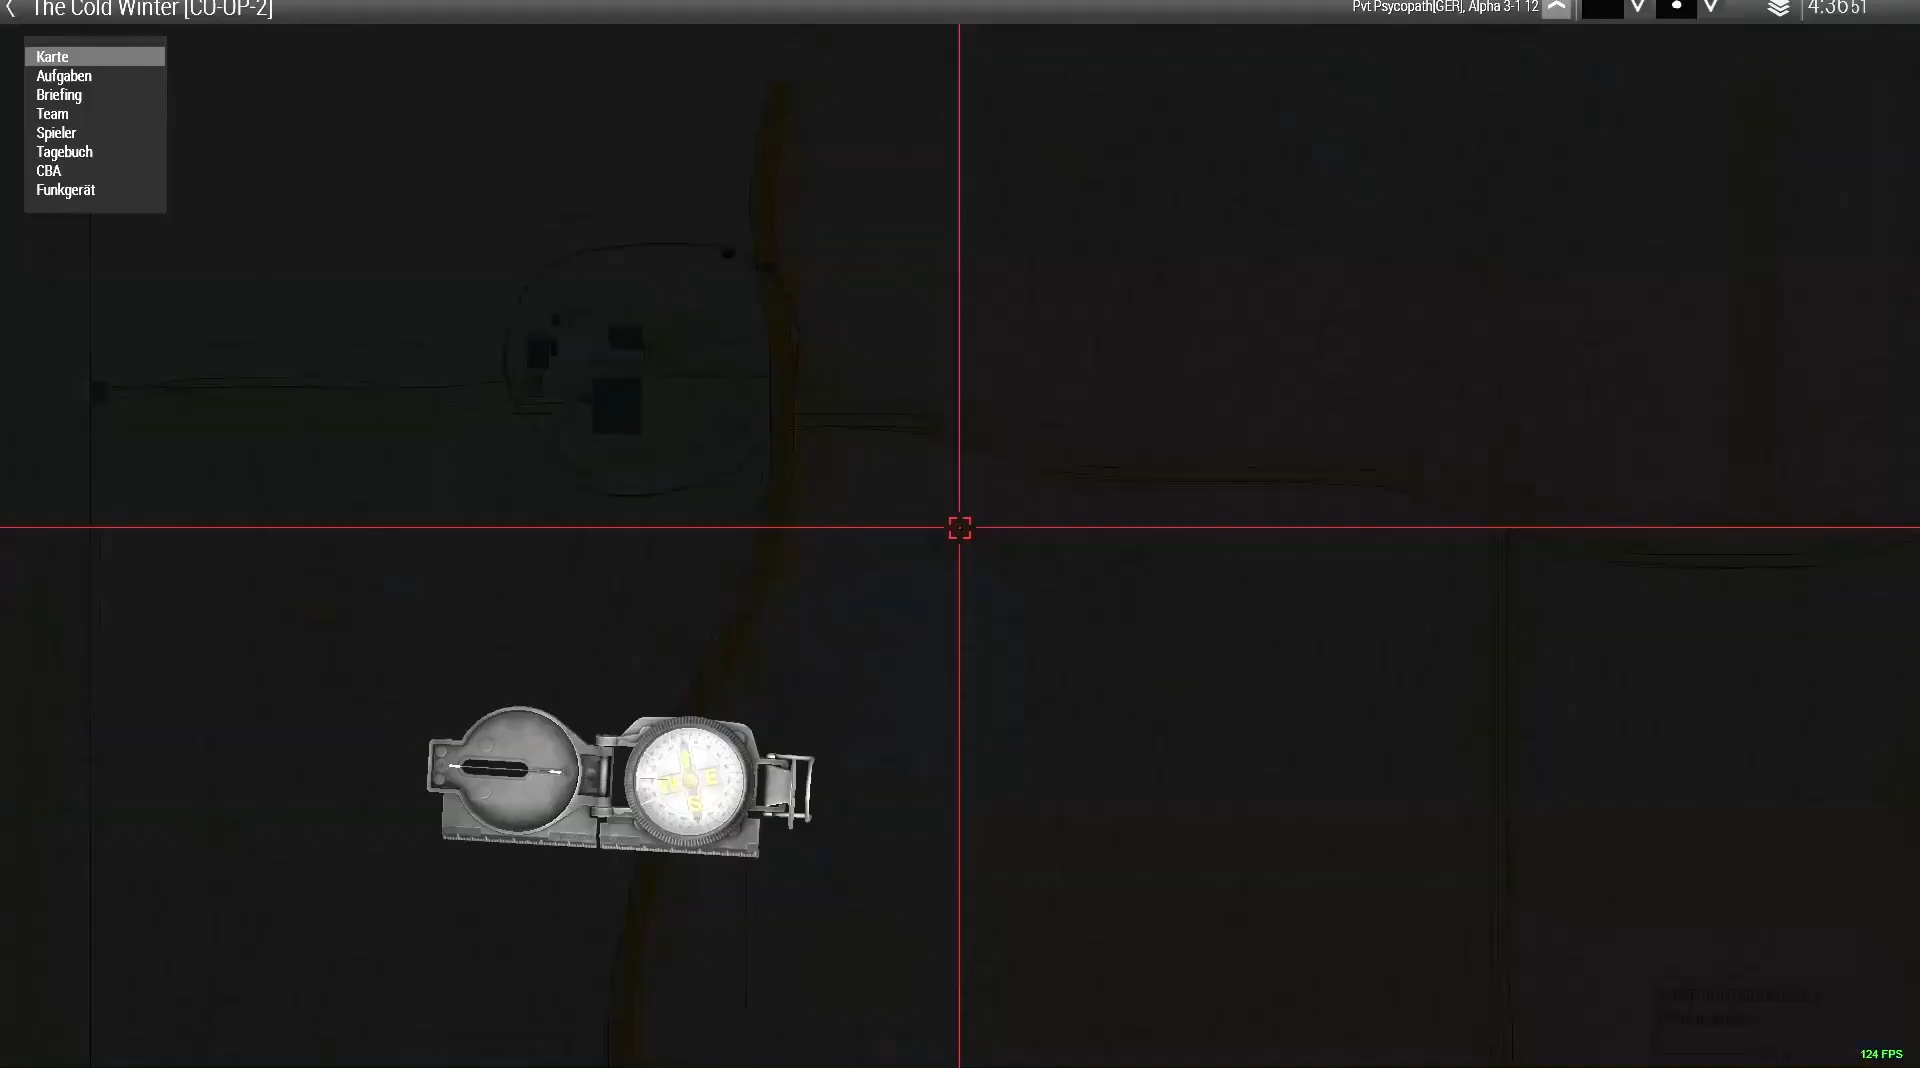 The Cold Winter [CO-OP-2]
Pvt Psycopath[GER], Alpha 3-1 12
4:36 51
Karte
Aufgaben
Briefing
Team
Spieler
Tagebuch
CBA
Funkgerät
E
S
124 FPS